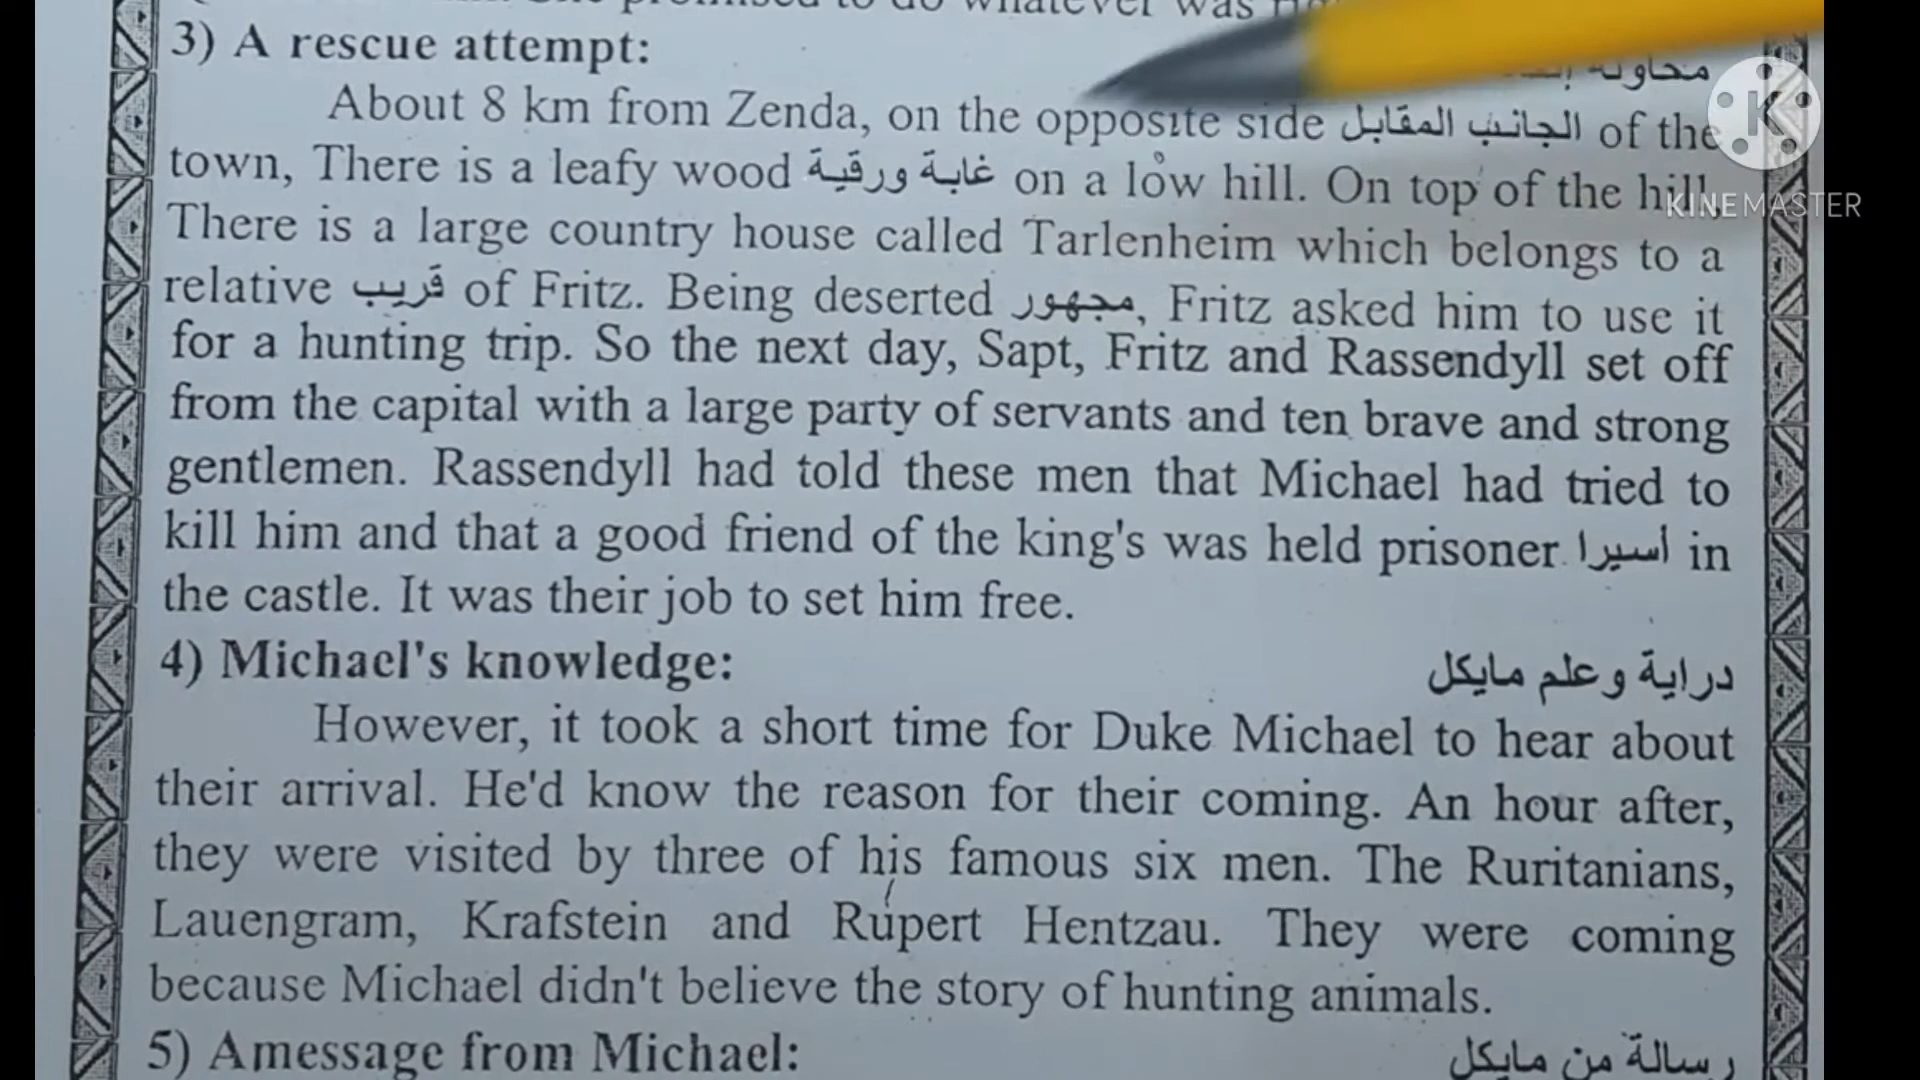 whatever was
3) A rescue attempt: محاولة
About 8 km from Zenda, on the opposite side الجانب المقابل of the
town, There is a leafy wood غابة ورقية on a low hill. On top of the hill,
There is a large country house called Tarlenheim which belongs to a
relative قريب of Fritz. Being deserted مجهور, Fritz asked him to use it
for a hunting trip. So the next day, Sapt, Fritz and Rassendyll set off
from the capital with a large party of servants and ten brave and strong
gentlemen. Rassendyll had told these men that Michael had tried to
kill him and that a good friend of the king's was held prisoner أسيرا in
the castle. It was their job to set him free.
4) Michael's knowledge: دراية وعلم مايكل
However, it took a short time for Duke Michael to hear about
their arrival. He'd know the reason for their coming. An hour after,
they were visited by three of his famous six men. The Ruritanians,
Lauengram, Krafstein and Rupert Hentzau. They were coming
because Michael didn't believe the story of hunting animals.
5) Amessage from Michael: رسالة من مايكل
K
KINEMASTER